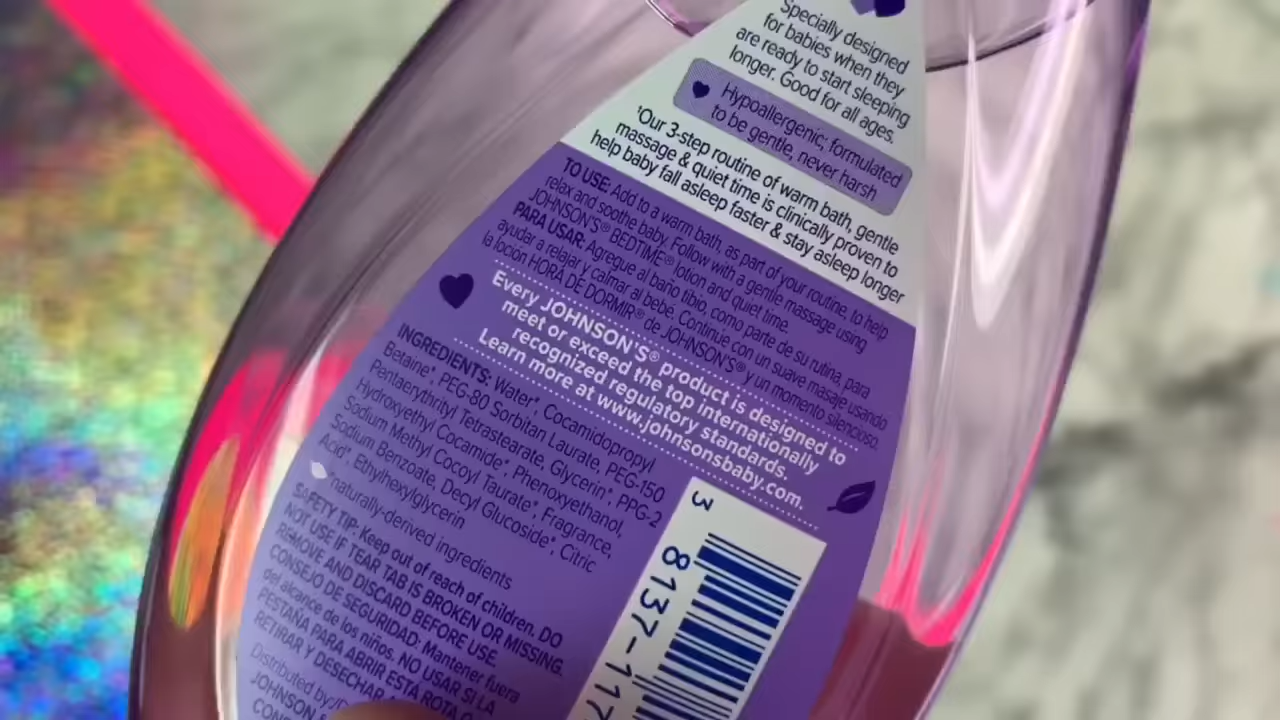 Specially designed
for babies when they
are ready to start sleeping
longer. Good for all ages.
Hypoallergenic; formulated
to be gentle, never harsh
¹Our 3-step routine of warm bath, gentle
massage & quiet time is clinically proven to
help baby fall asleep faster & stay asleep longer
TO USE: Add to a warm bath, as part of your routine, to help
relax and soothe baby. Follow with a gentle massage using
JOHNSON'S® BEDTIME® lotion and quiet time.
PARA USAR: Agregue al baño tibio, como parte de su rutina, para
ayudar a relajar y calmar al bebé. Continúe con un suave masaje usando
la loción HORA DE DORMIR® de JOHNSON'S® y un momento silencioso.
Every JOHNSON'S® product is designed to
meet or exceed the top internationally
recognized regulatory standards.
Learn more at www.johnsonsbaby.com.
INGREDIENTS: Water*, Cocamidopropyl
Betaine*, PEG-80 Sorbitan Laurate, PEG-150
Pentaerythrityl Tetrastearate, Glycerin*, PPG-2
Hydroxyethyl Cocamide*, Phenoxyethanol,
Sodium Methyl Cocoyl Taurate*, Fragrance,
Sodium Benzoate, Decyl Glucoside*, Citric
Acid*, Ethylhexylglycerin
* naturally-derived ingredients
SAFETY TIP: Keep out of reach of children. DO
NOT USE IF TEAR TAB IS BROKEN OR MISSING.
REMOVE AND DISCARD BEFORE USE.
CONSEJO DE SEGURIDAD: Mantener fuera
del alcance de los niños. NO USAR SI LA
PESTAÑA PARA ABRIR ESTÁ ROTA O
RETIRAR Y DESECHAR
Distributed by
JOHNSON
3 8137-117